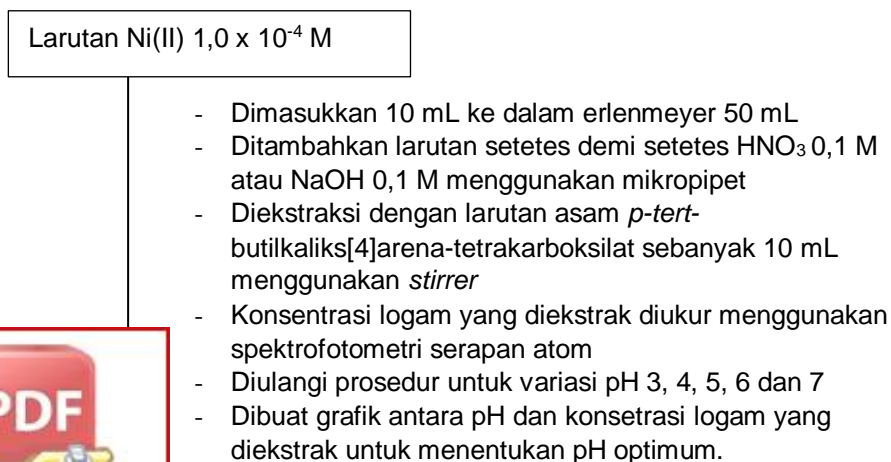 Larutan Ni(II) 1,0 x 10⁻⁴ M
- Dimasukkan 10 mL ke dalam erlenmeyer 50 mL
- Ditambahkan larutan setetes demi setetes HNO₃ 0,1 M
atau NaOH 0,1 M menggunakan mikropipet
- Diekstraksi dengan larutan asam p-tert-
butilkaliks[4]arena-tetrakarboksilat sebanyak 10 mL
menggunakan stirrer
- Konsentrasi logam yang diekstrak diukur menggunakan
spektrofotometri serapan atom
- Diulangi prosedur untuk variasi pH 3, 4, 5, 6 dan 7
- Dibuat grafik antara pH dan konsetrasi logam yang
diekstrak untuk menentukan pH optimum.
PDF